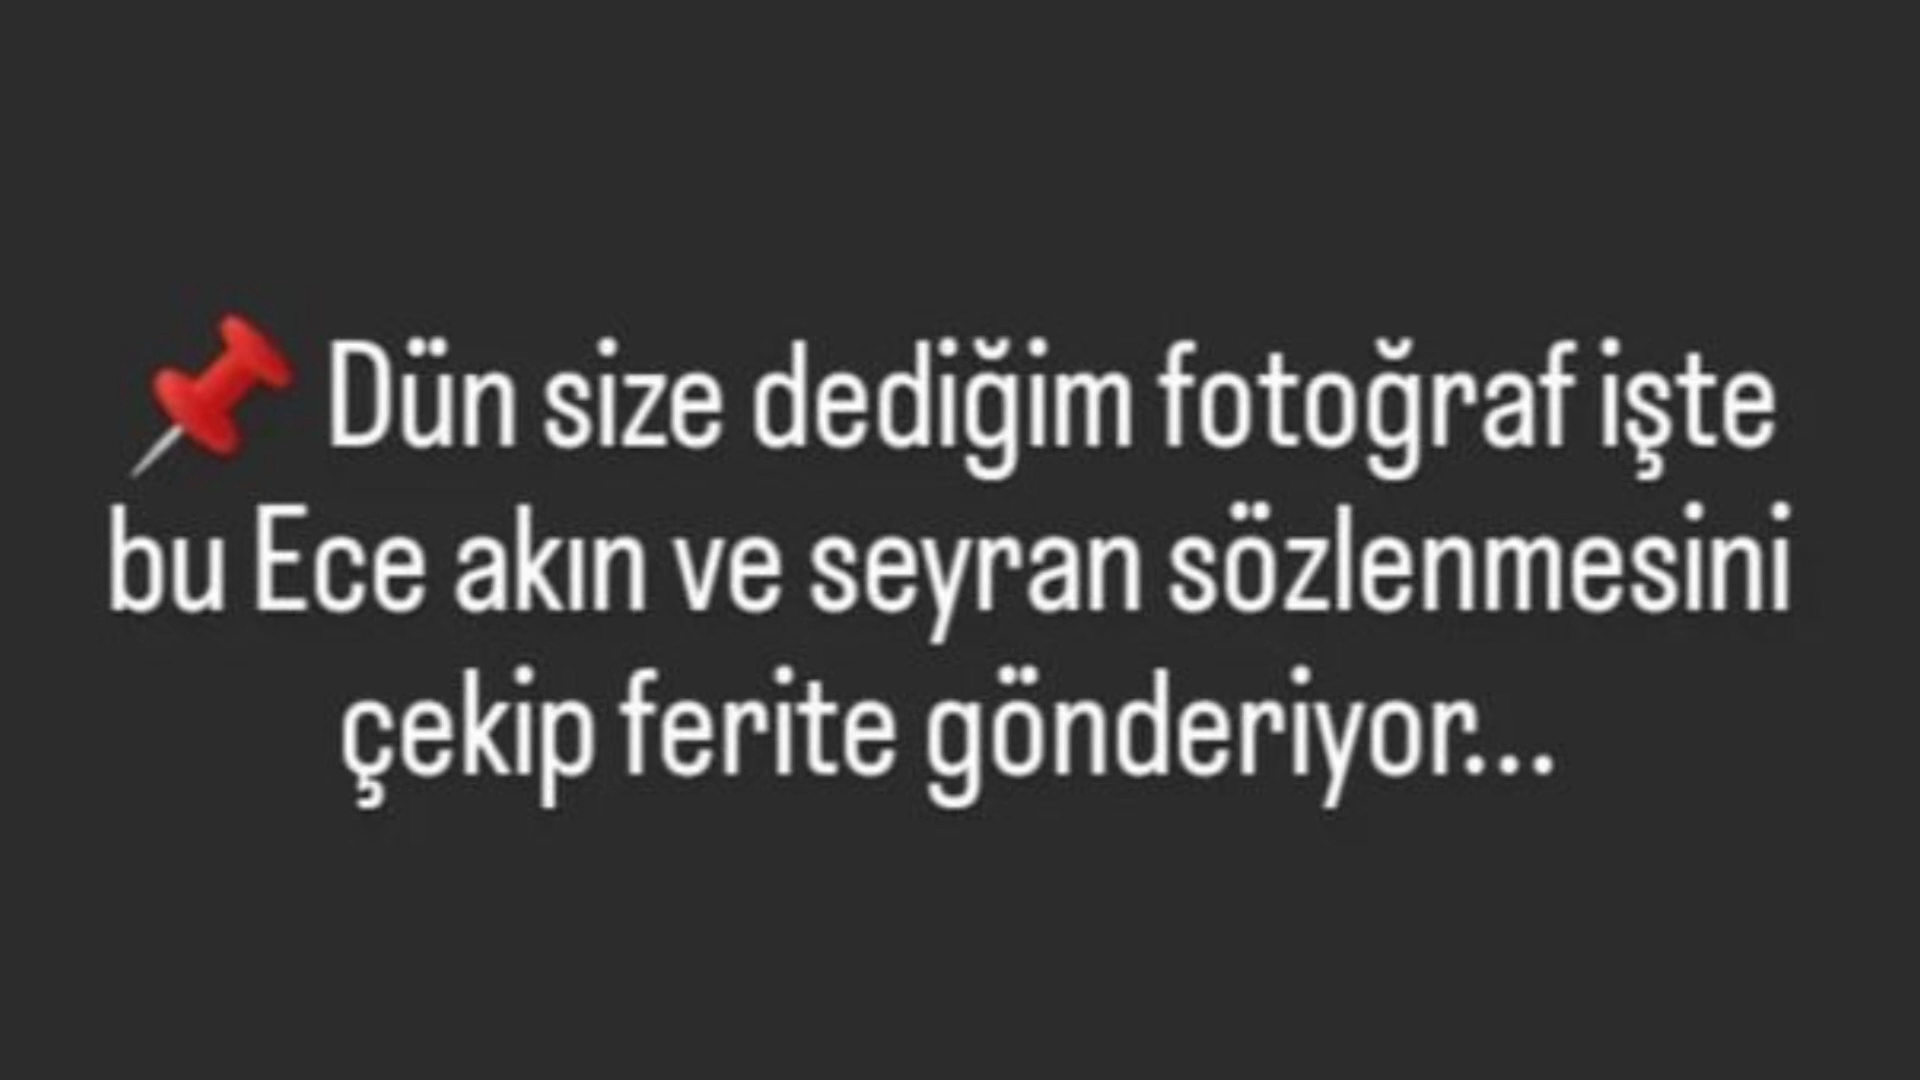 📌 Dün size dediğim fotoğraf işte
bu Ece akın ve seyran sözlenmesini
çekip ferite gönderiyor...